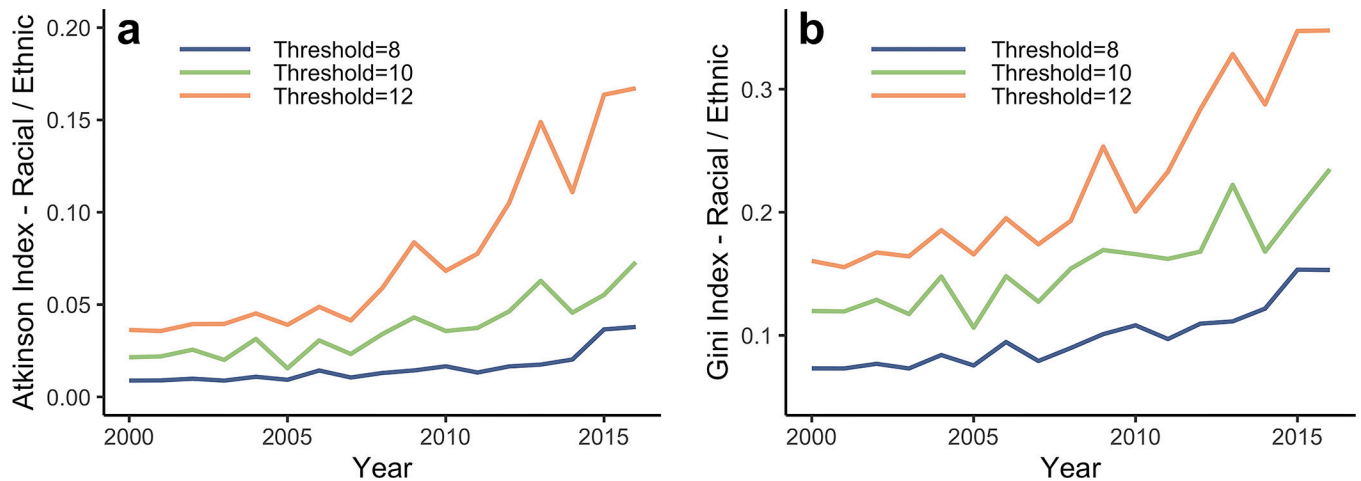 a
Threshold=8
Threshold=10
Threshold=12
Atkinson Index - Racial / Ethnic
0.20
0.15
0.10
0.05
0.00
2000 2005 2010 2015
Year
b
Threshold=8
Threshold=10
Threshold=12
Gini Index - Racial / Ethnic
0.3
0.2
0.1
2000 2005 2010 2015
Year